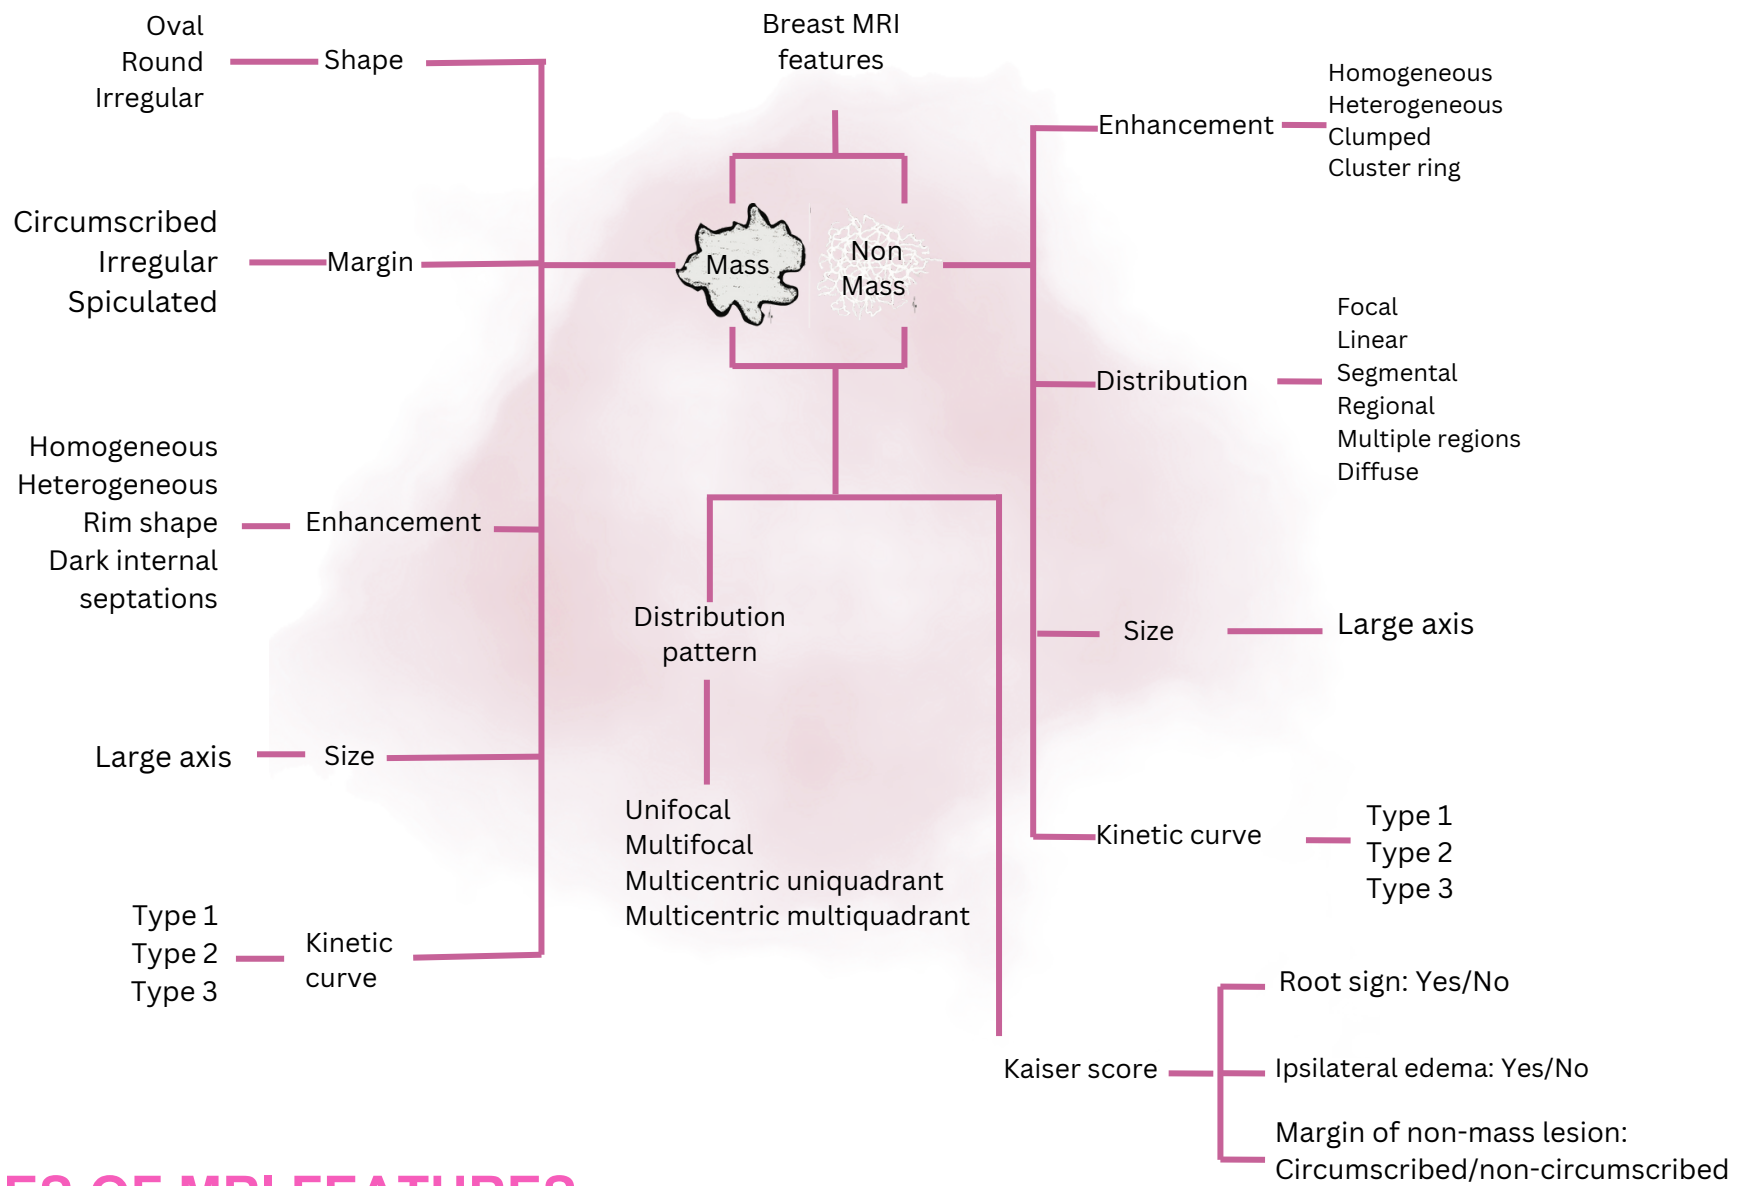 Breast MRI
features
Mass
Non
Mass
Oval
Round
Irregular
Shape
Circumscribed
Irregular
Spiculated
Margin
Homogeneous
Heterogeneous
Rim shape
Dark internal
septations
Enhancement
Large axis
Size
Type 1
Type 2
Type 3
Kinetic
curve
Distribution
pattern
Unifocal
Multifocal
Multicentric uniquadrant
Multicentric multiquadrant
Enhancement
Homogeneous
Heterogeneous
Clumped
Cluster ring
Distribution
Focal
Linear
Segmental
Regional
Multiple regions
Diffuse
Size
Large axis
Kinetic curve
Type 1
Type 2
Type 3
Kaiser score
Root sign: Yes/No
Ipsilateral edema: Yes/No
Margin of non-mass lesion:
Circumscribed/non-circumscribed
OF MRI FEATURES